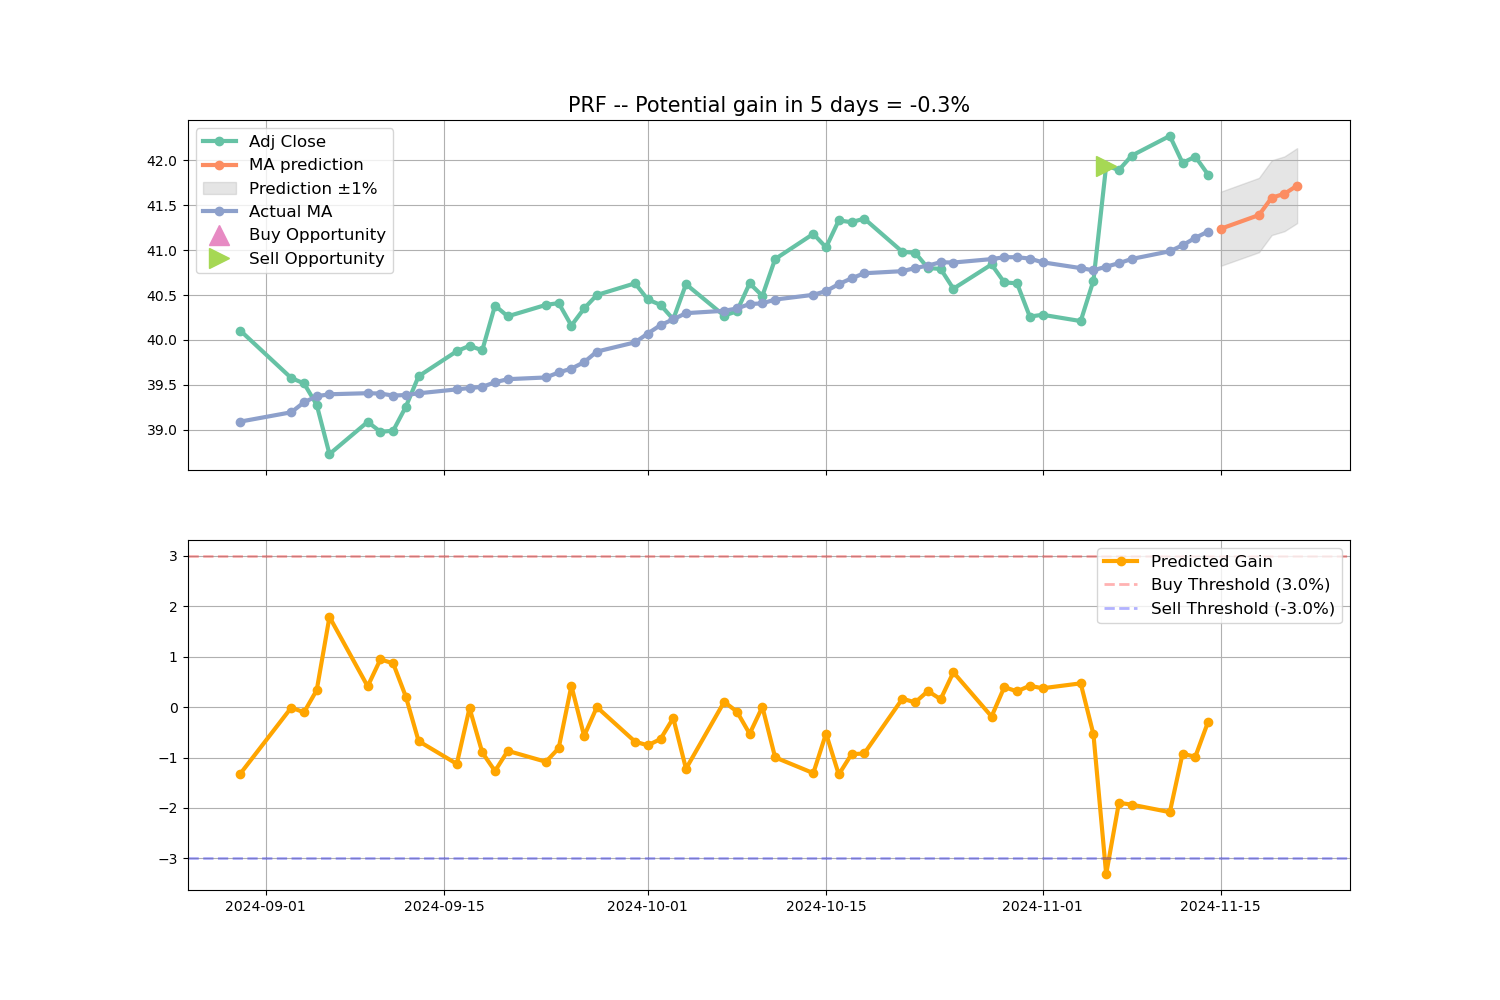 PRF -- Potential gain in 5 days = -0.3%
Adj Close
MA prediction
Prediction ±1%
Actual MA
Buy Opportunity
Sell Opportunity
42.0
41.5
41.0
40.5
40.0
39.5
39.0
Predicted Gain
Buy Threshold (3.0%)
Sell Threshold (-3.0%)
3
2
1
0
−1
−2
−3
2024-09-01 2024-09-15 2024-10-01 2024-10-15 2024-11-01 2024-11-15